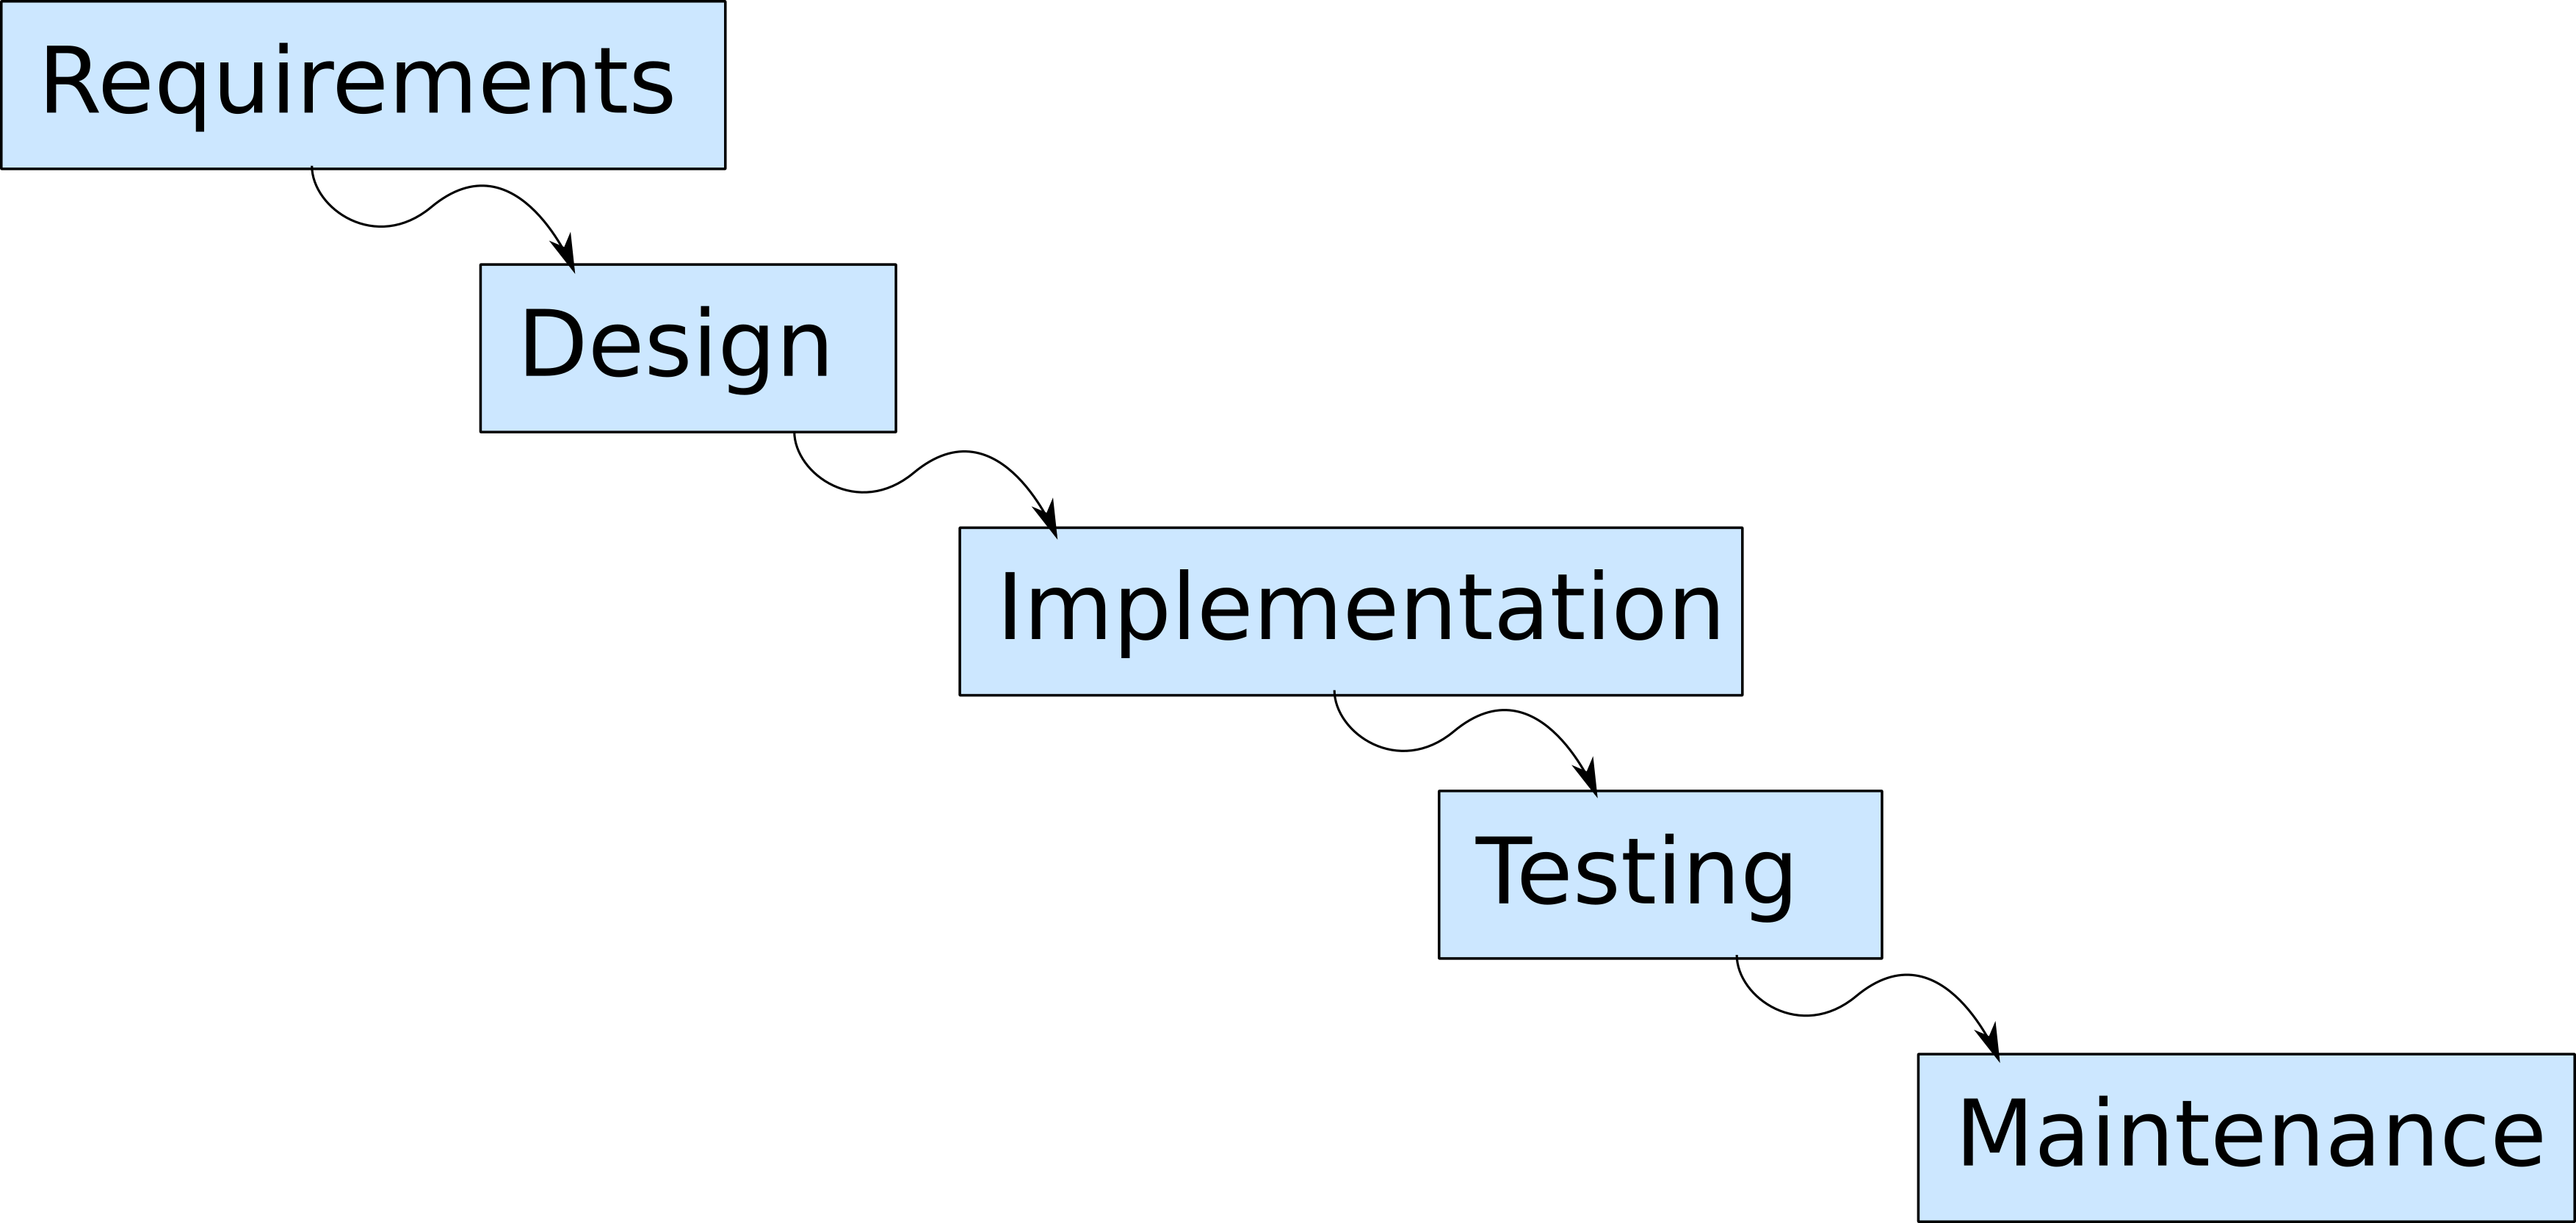 Requirements
Design
Implementation
Testing
Maintenance